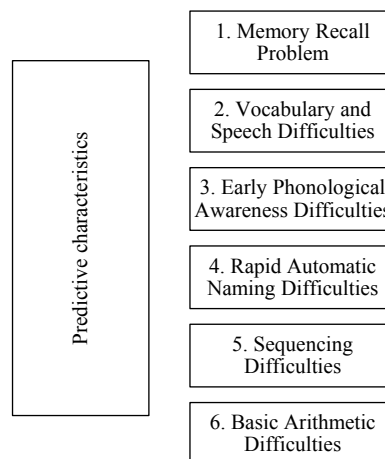 Predictive characteristics
1. Memory Recall
Problem
2. Vocabulary and
Speech Difficulties
3. Early Phonological
Awareness Difficulties
4. Rapid Automatic
Naming Difficulties
5. Sequencing
Difficulties
6. Basic Arithmetic
Difficulties